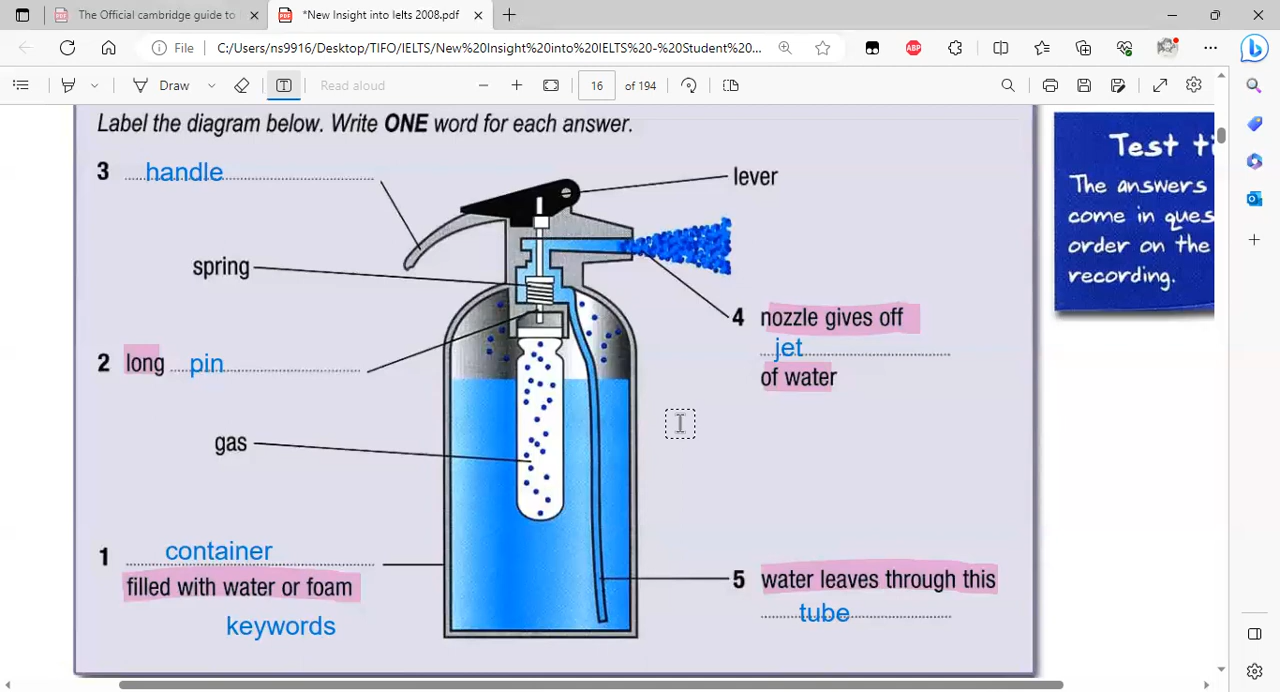 The Official cambridge guide to
*New Insight into Ielts 2008.pdf
File
C:/Users/ns9916/Desktop/TIFO/IELTS/New%20Insight%20into%20IELTS%20-%20Student%20...
ABP
Draw
Read aloud
16
of 194
Label the diagram below. Write ONE word for each answer.
3 handle
lever
spring
4 nozzle gives off
jet
of water
2 long pin
gas
1 container
filled with water or foam
keywords
5 water leaves through this
tube
Test ti
The answers
come in ques
order on the
recording.